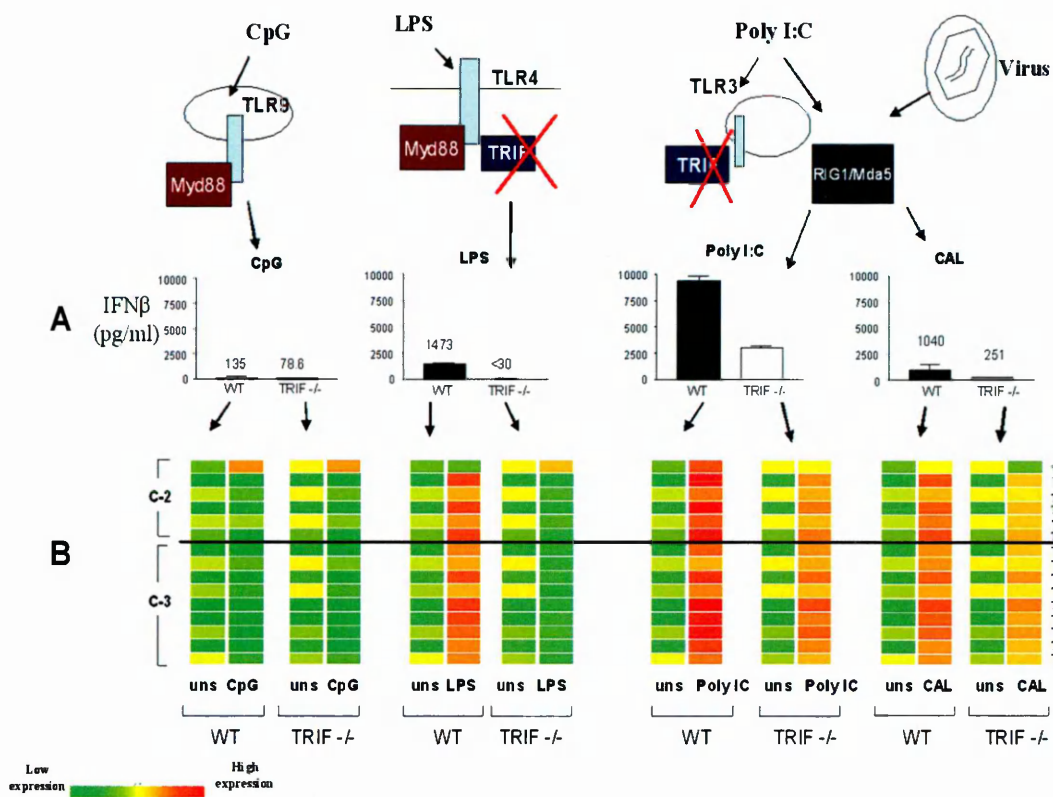 CpG
LPS
Poly I:C
Virus
TLR9
TLR4
TLR3
Myd88
Myd88
TRIF
TRIF
RIG1/Mda5
CpG
LPS
Poly I:C
CAL
A
IFNβ
(pg/ml)
10000
7500
5000
2500
0
135
78.6
WT
TRIF -/-
10000
7500
5000
2500
0
1473
<30
WT
TRIF -/-
10000
7500
5000
2500
0
WT
TRIF -/-
10000
7500
5000
2500
0
1040
251
WT
TRIF -/-
B
C-2
C-3
uns CpG
uns CpG
uns LPS
uns LPS
uns Poly IC
uns Poly IC
uns CAL
uns CAL
WT
TRIF -/-
WT
TRIF -/-
WT
TRIF -/-
WT
TRIF -/-
Low
expression
High
expression